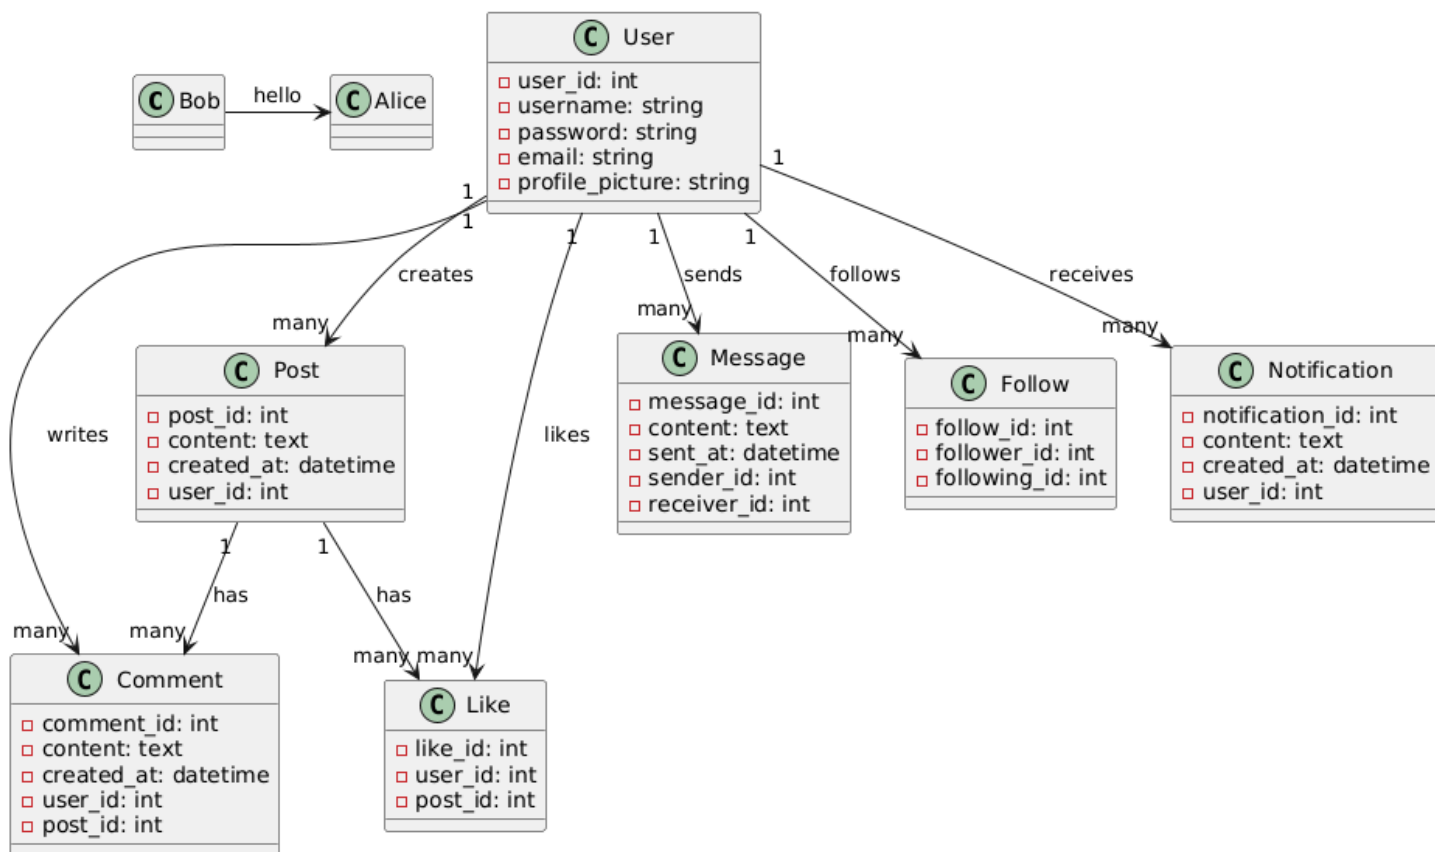 C User
user_id: int
username: string
password: string
email: string
profile_picture: string
C Bob
hello
C Alice
1
1
1
1
1
1
creates
sends
follows
receives
many
many
many
many
writes
likes
C Post
post_id: int
content: text
created_at: datetime
user_id: int
C Message
message_id: int
content: text
sent_at: datetime
sender_id: int
receiver_id: int
C Follow
follow_id: int
follower_id: int
following_id: int
C Notification
notification_id: int
content: text
created_at: datetime
user_id: int
1
1
has
has
many
many
many
many
C Comment
comment_id: int
content: text
created_at: datetime
user_id: int
post_id: int
C Like
like_id: int
user_id: int
post_id: int